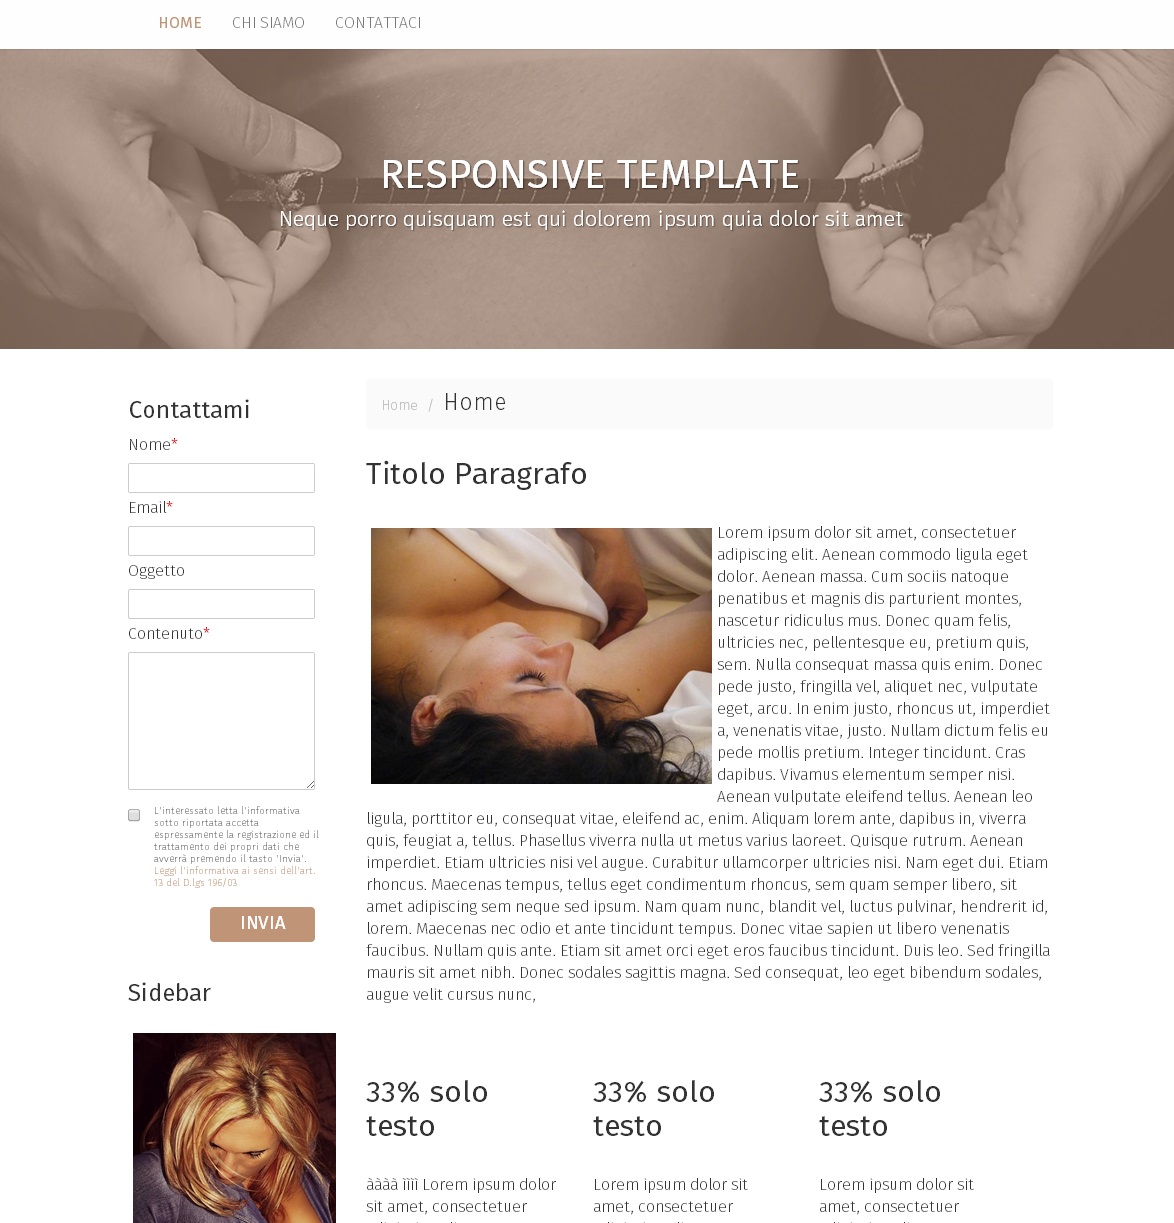 HOME CHI SIAMO CONTATTACI
RESPONSIVE TEMPLATE
Neque porro quisquam est qui dolorem ipsum quia dolor sit amet
Contattami
Nome*
Email*
Oggetto
Contenuto*
L'interessato letta l'informativa
sotto riportata accetta
espressamente la registrazione ed il
trattamento dei propri dati che
avverrà premendo il tasto 'Invia'.
Leggi l'informativa ai sensi dell'art.
13 del D.lgs 196/03
INVIA
Sidebar
Home / Home
Titolo Paragrafo
Lorem ipsum dolor sit amet, consectetuer
adipiscing elit. Aenean commodo ligula eget
dolor. Aenean massa. Cum sociis natoque
penatibus et magnis dis parturient montes,
nascetur ridiculus mus. Donec quam felis,
ultricies nec, pellentesque eu, pretium quis,
sem. Nulla consequat massa quis enim. Donec
pede justo, fringilla vel, aliquet nec, vulputate
eget, arcu. In enim justo, rhoncus ut, imperdiet
a, venenatis vitae, justo. Nullam dictum felis eu
pede mollis pretium. Integer tincidunt. Cras
dapibus. Vivamus elementum semper nisi.
Aenean vulputate eleifend tellus. Aenean leo
ligula, porttitor eu, consequat vitae, eleifend ac, enim. Aliquam lorem ante, dapibus in, viverra
quis, feugiat a, tellus. Phasellus viverra nulla ut metus varius laoreet. Quisque rutrum. Aenean
imperdiet. Etiam ultricies nisi vel augue. Curabitur ullamcorper ultricies nisi. Nam eget dui. Etiam
rhoncus. Maecenas tempus, tellus eget condimentum rhoncus, sem quam semper libero, sit
amet adipiscing sem neque sed ipsum. Nam quam nunc, blandit vel, luctus pulvinar, hendrerit id,
lorem. Maecenas nec odio et ante tincidunt tempus. Donec vitae sapien ut libero venenatis
faucibus. Nullam quis ante. Etiam sit amet orci eget eros faucibus tincidunt. Duis leo. Sed fringilla
mauris sit amet nibh. Donec sodales sagittis magna. Sed consequat, leo eget bibendum sodales,
augue velit cursus nunc,
33% solo
testo
àààà ìììì Lorem ipsum dolor
sit amet, consectetuer
33% solo
testo
Lorem ipsum dolor sit
amet, consectetuer
33% solo
testo
Lorem ipsum dolor sit
amet, consectetuer